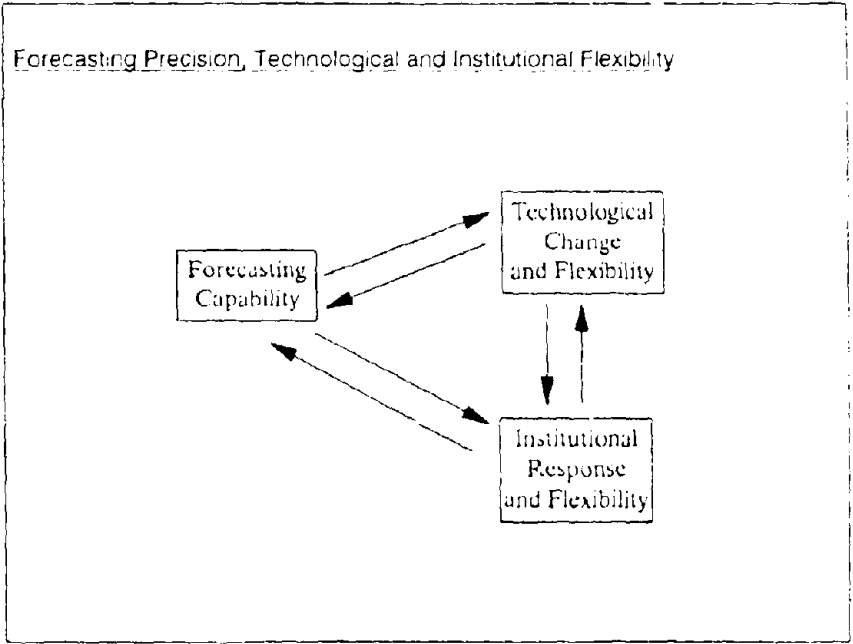 Forecasting Precision, Technological and Institutional Flexibility
Technological
Change
and Flexibility
Forecasting
Capability
Institutional
Response
and Flexibility